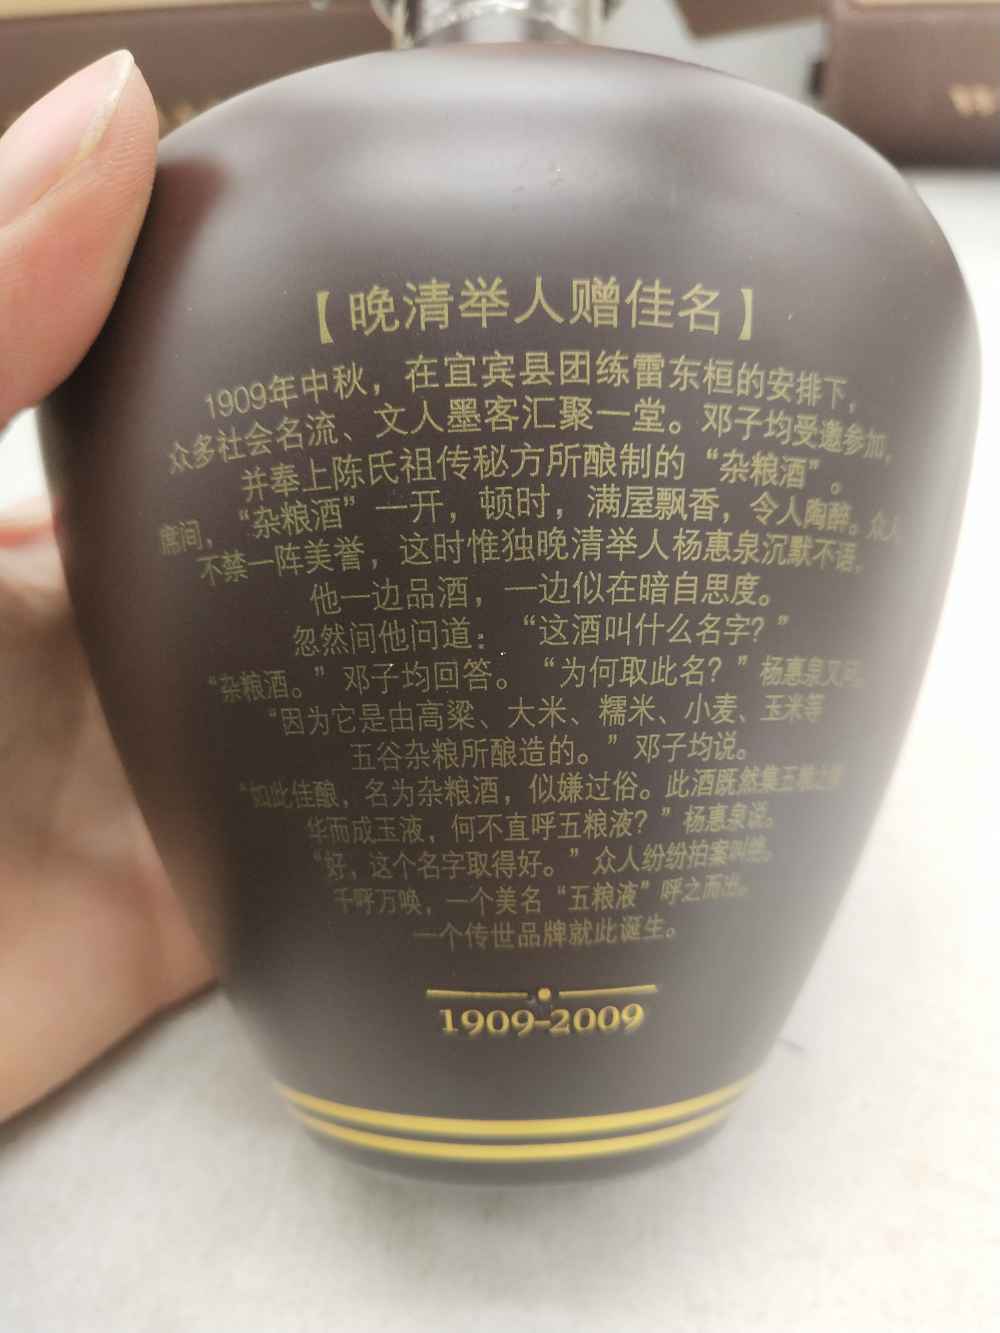 【晚清举人赠佳名】
1909年中秋，在宜宾县团练雷东桓的安排下，
众多社会名流、文人墨客汇聚一堂。邓子均受邀参加，
并奉上陈氏祖传秘方所酿制的“杂粮酒”。
席间，“杂粮酒”一开，顿时，满屋飘香，令人陶醉。众人
不禁一阵美誉，这时惟独晚清举人杨惠泉沉默不语，
他一边品酒，一边似在暗自思度。
忽然间他问道：“这酒叫什么名字？”
“杂粮酒。”邓子均回答。“为何取此名？”杨惠泉又
“因为它是由高粱、大米、糯米、小麦、玉米等
五谷杂粮所酿造的。”邓子均说。
“如此佳酿，名为杂粮酒，似嫌过俗。此酒既然集五粮之
华而成玉液，何不直呼五粮液？”杨惠泉说。
“好，这个名字取得好。”众人纷纷拍案叫绝。
千呼万唤，一个美名“五粮液”呼之而出。
一个传世品牌就此诞生。
1909-2009
W